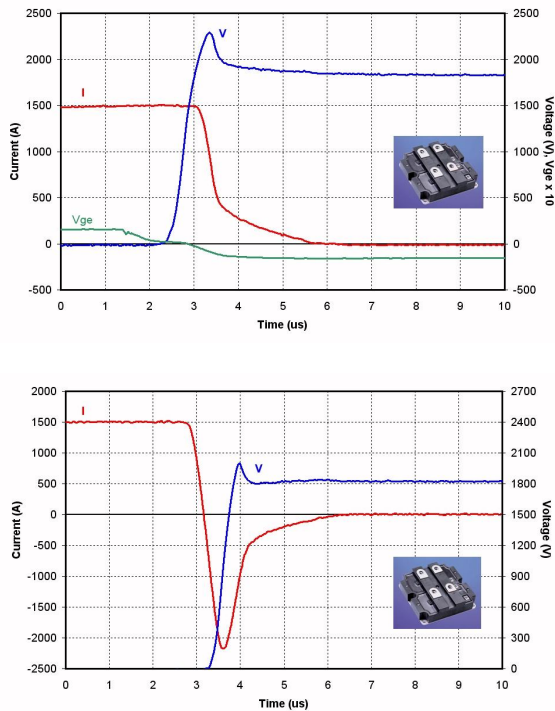 2500 2500
V
2000 2000
I
1500 1500
1000 1000
500 500
Vge
0 0
-500 -500
0 1 2 3 4 5 6 7 8 9 10
Time (us)
Current (A)
Voltage (V), Vge x 10
2000 2700
I
1500 2400
1000 2100
V
500 1800
0 1500
-500 1200
-1000 900
-1500 600
-2000 300
-2500 0
0 1 2 3 4 5 6 7 8 9 10
Time (us)
Current (A)
Voltage (V)